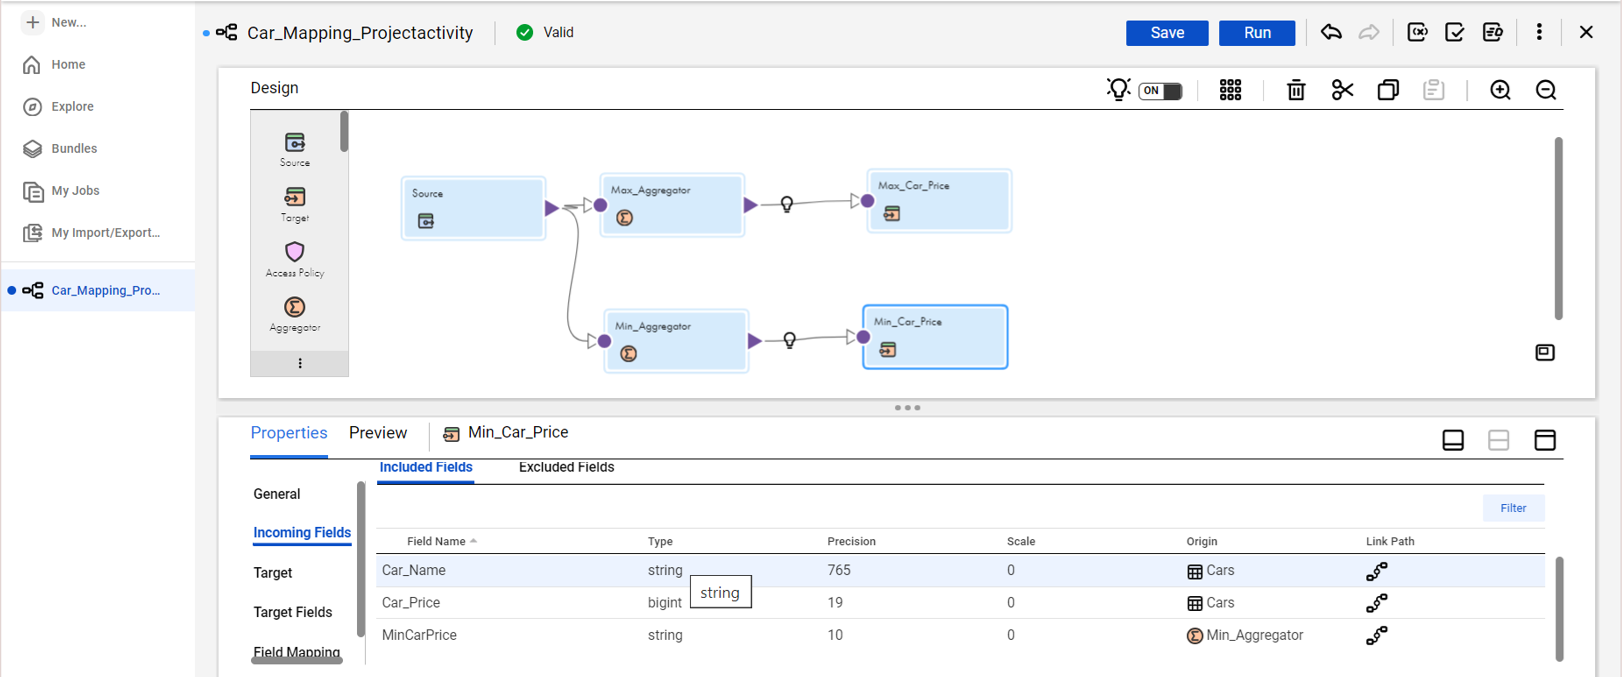 New...
Home
Explore
Bundles
My Jobs
My Import/Export...
Car_Mapping_Pro...
Car_Mapping_Projectactivity
Valid
Save
Run
Design
ON
Source
Target
Access Policy
Aggregator
Source
Max_Aggregator
Max_Car_Price
Min_Aggregator
Min_Car_Price
Properties
Preview
Min_Car_Price
General
Incoming Fields
Target
Target Fields
Field Mapping
Included Fields
Excluded Fields
Filter
Field Name Type Precision Scale Origin Link Path
Car_Name string 765 0 Cars
string
Car_Price bigint 19 0 Cars
MinCarPrice string 10 0 Min_Aggregator